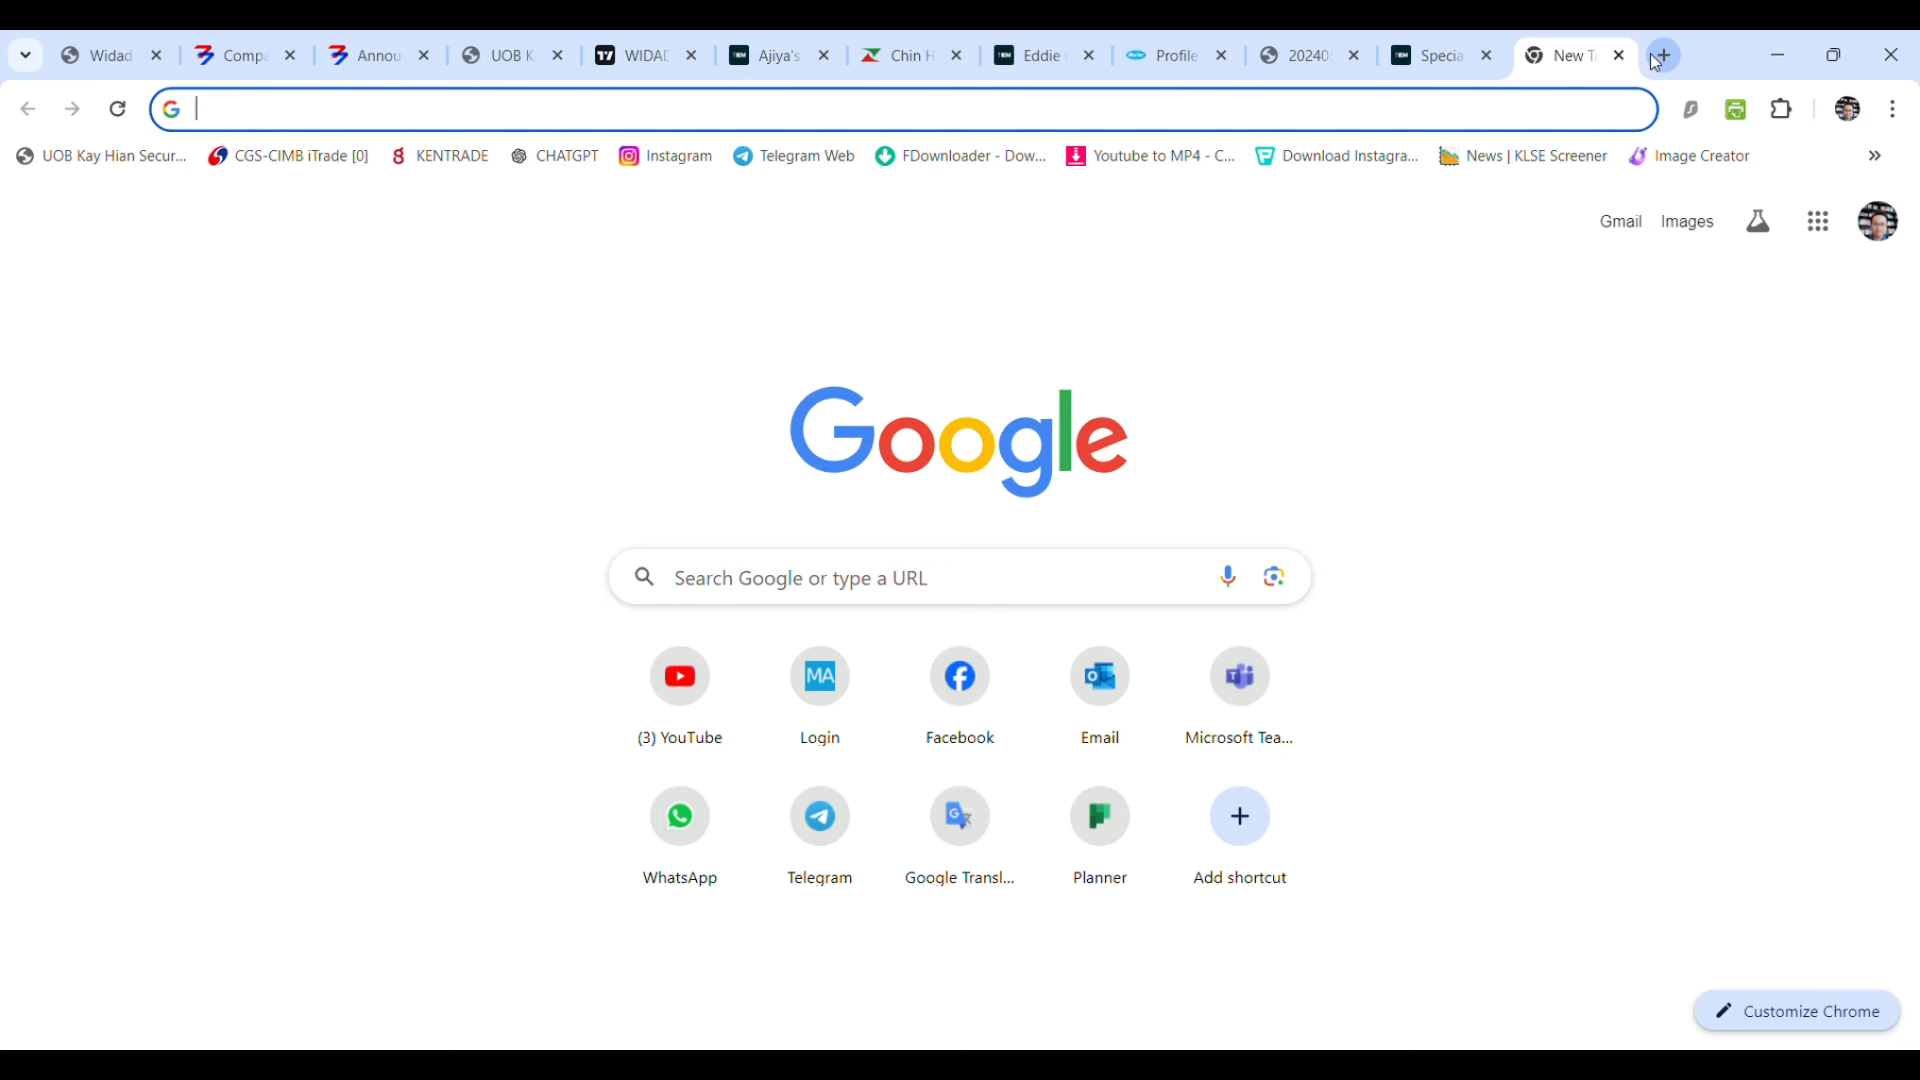 Widad Compa Annou UOB K WIDAD Ajiya's Chin H Eddie Profile 20240 Specia New Ta
UOB Kay Hian Secur... CGS-CIMB iTrade [0] KENTRADE CHATGPT Instagram Telegram Web FDownloader - Dow... Youtube to MP4 - C... Download Instagra... News | KLSE Screener Image Creator
Gmail Images
Google
Search Google or type a URL
(3) YouTube Login Facebook Email Microsoft Tea...
WhatsApp Telegram Google Transl... Planner Add shortcut
Customize Chrome